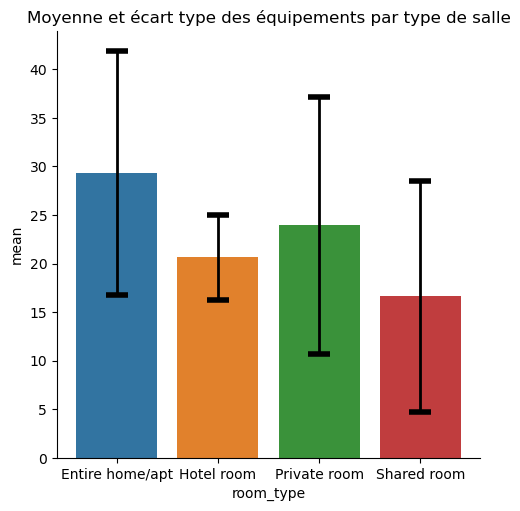 Moyenne et écart type des équipements par type de salle
40
35
30
25
20
15
10
5
0
mean
Entire home/apt Hotel room Private room Shared room
room_type